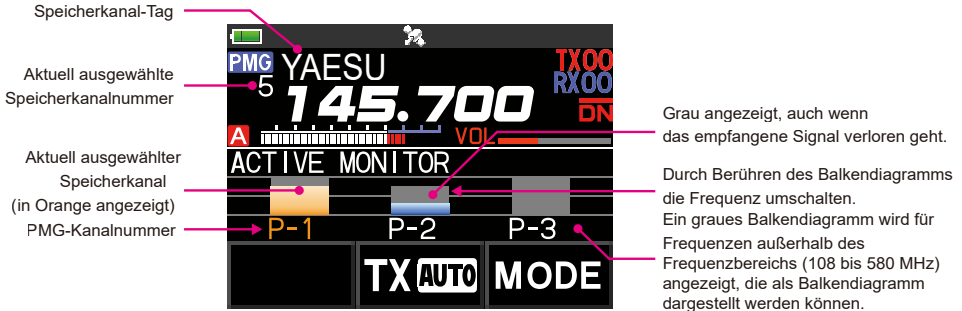 Speicherkanal-Tag
Aktuell ausgewählte
Speicherkanalnummer
Aktuell ausgewählter
Speicherkanal
(in Orange angezeigt)
PMG-Kanalnummer
PMG YAESU
5
145.700
TX00
RX00
DN
A
VOL
ACTIVE MONITOR
P-1 P-2 P-3
TX AUTO MODE
Grau angezeigt, auch wenn
das empfangene Signal verloren geht.
Durch Berühren des Balkendiagramms
die Frequenz umschalten.
Ein graues Balkendiagramm wird für
Frequenzen außerhalb des
Frequenzbereichs (108 bis 580 MHz)
angezeigt, die als Balkendiagramm
dargestellt werden können.